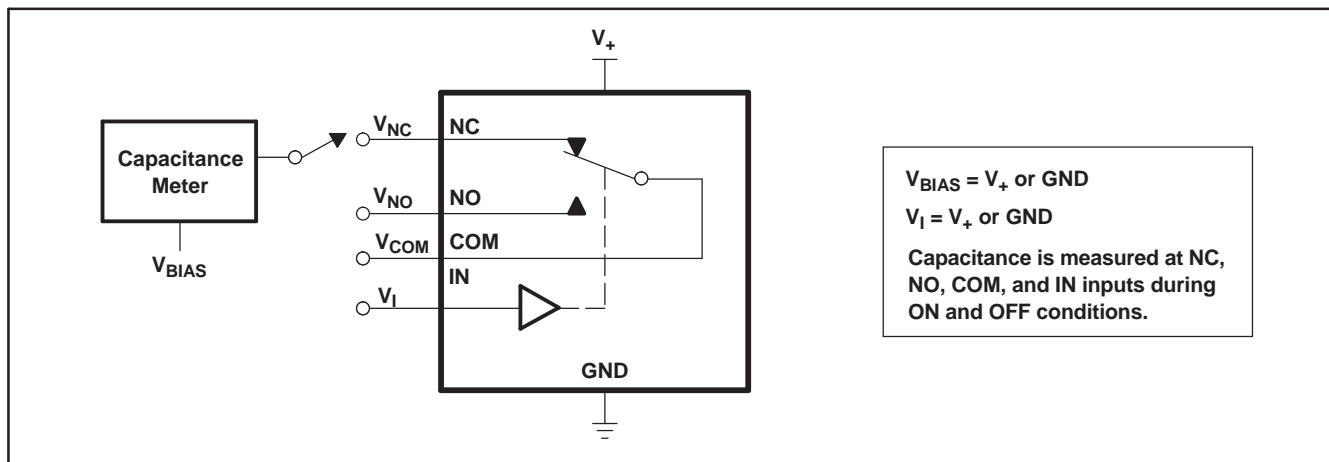 V+
Capacitance
Meter
VBIAS
VNC NC
VNO NO
VCOM COM
IN
VI
GND
VBIAS = V+ or GND
VI = V+ or GND
Capacitance is measured at NC,
NO, COM, and IN inputs during
ON and OFF conditions.